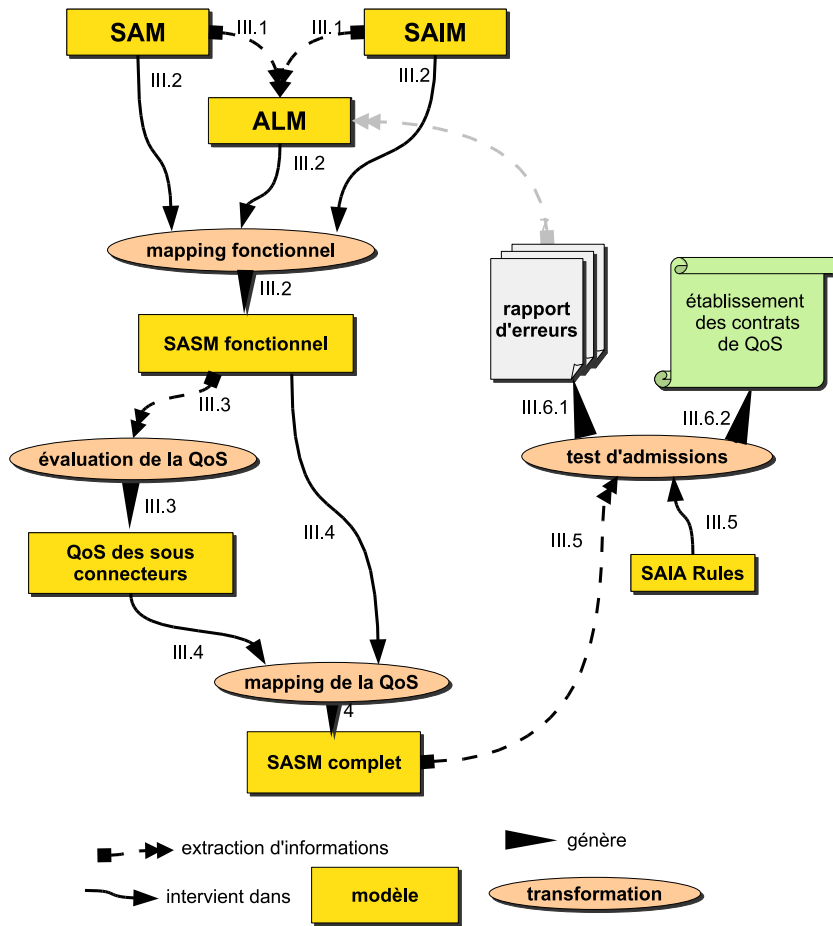 SAM
III.1
III.1
SAIM
III.2
III.2
ALM
III.2
mapping fonctionnel
III.2
rapport
d'erreurs
établissement
des contrats
de QoS
SASM fonctionnel
III.3
III.6.1
III.6.2
évaluation de la QoS
test d'admissions
III.3
III.4
III.5
III.5
QoS des sous
connecteurs
SAIA Rules
III.4
mapping de la QoS
4
SASM complet
extraction d'informations
génère
intervient dans
modèle
transformation